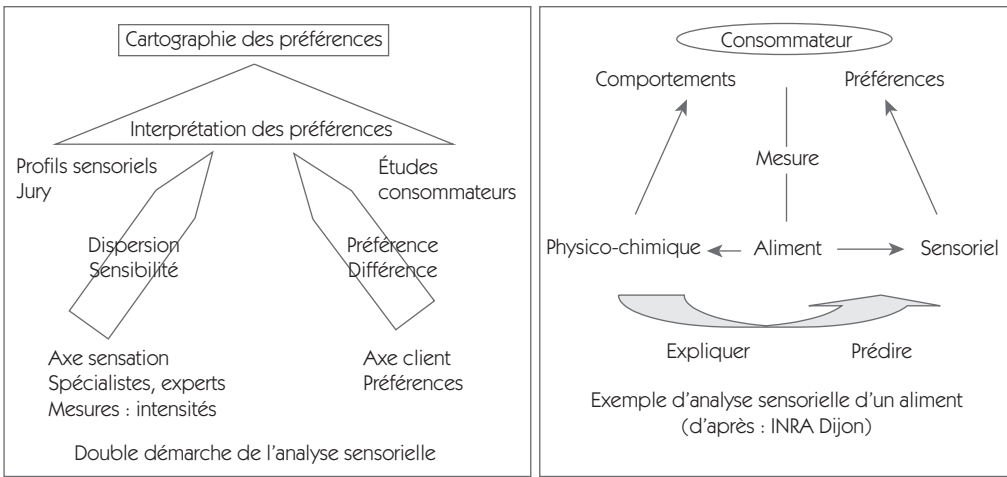 Cartographie des préférences
Interprétation des préférences
Profils sensoriels
Jury
Études
consommateurs
Dispersion
Sensibilité
Préférence
Différence
Axe sensation
Spécialistes, experts
Mesures : intensités
Axe client
Préférences
Double démarche de l'analyse sensorielle
Consommateur
Comportements
Préférences
Mesure
Physico-chimique
Aliment
Sensoriel
Expliquer
Prédire
Exemple d'analyse sensorielle d'un aliment
(d'après : INRA Dijon)